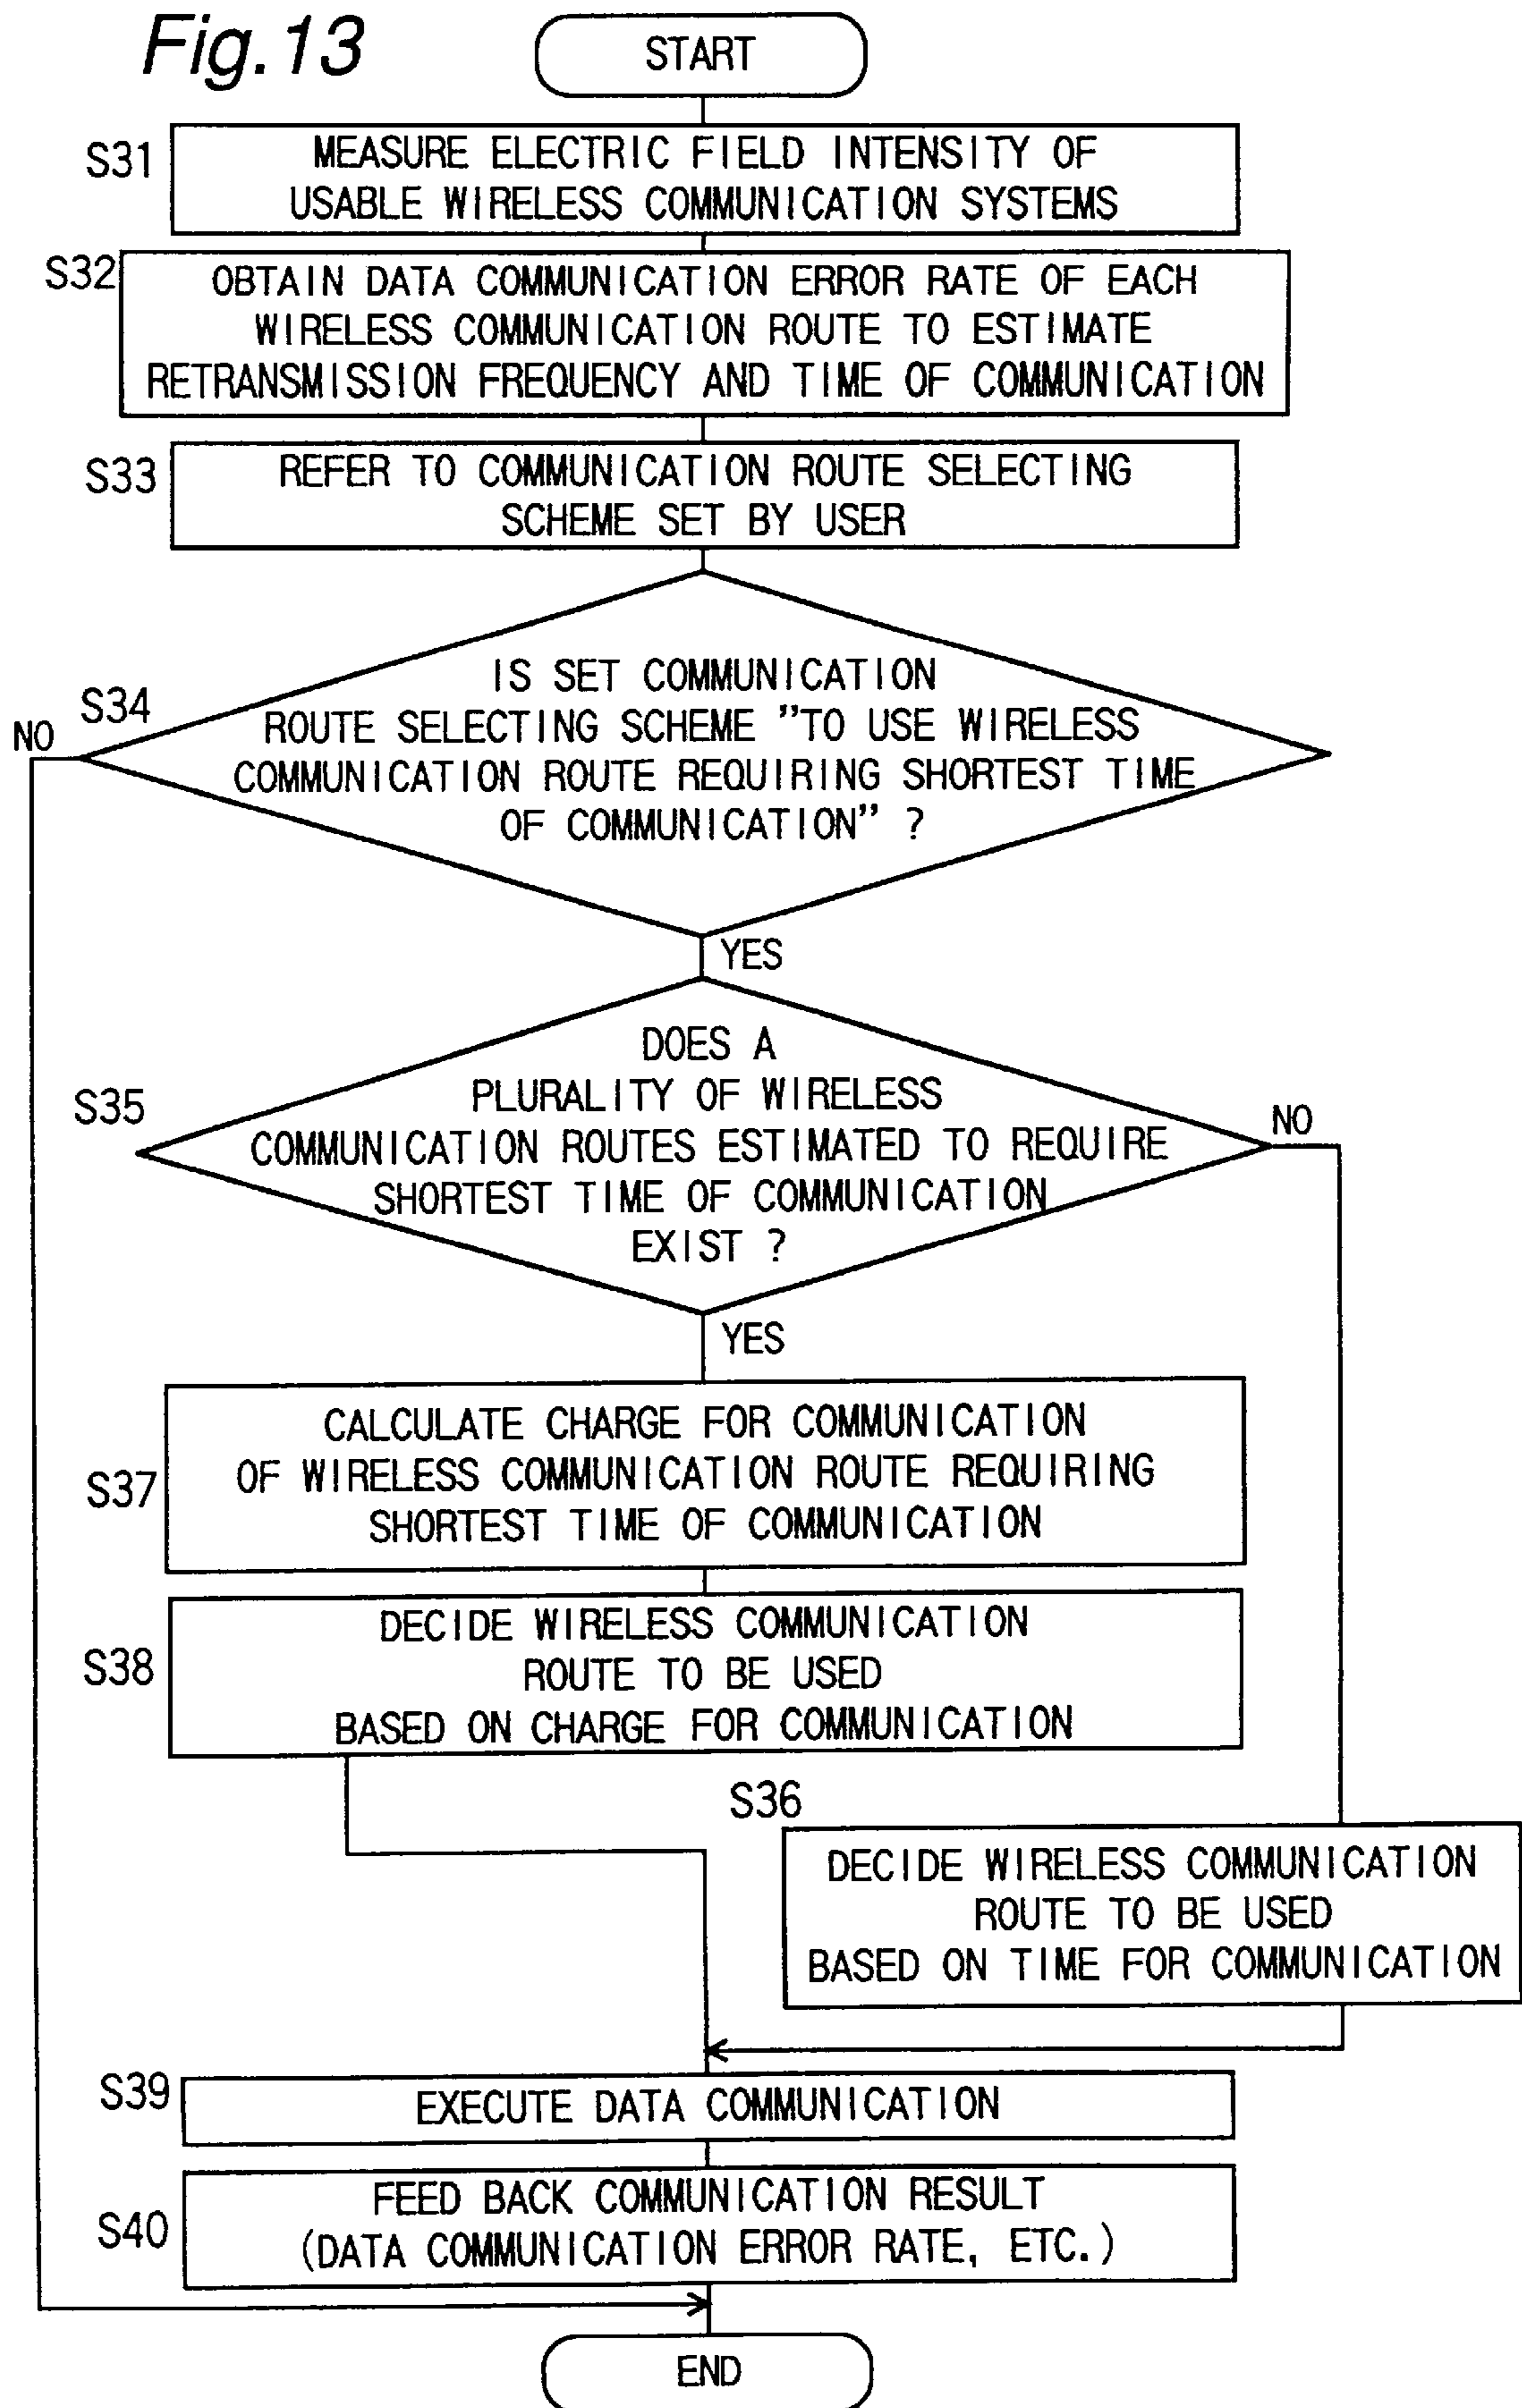 Fig.13
START
S31
MEASURE ELECTRIC FIELD INTENSITY OF
USABLE WIRELESS COMMUNICATION SYSTEMS
S32
OBTAIN DATA COMMUNICATION ERROR RATE OF EACH
WIRELESS COMMUNICATION ROUTE TO ESTIMATE
RETRANSMISSION FREQUENCY AND TIME OF COMMUNICATION
S33
REFER TO COMMUNICATION ROUTE SELECTING
SCHEME SET BY USER
S34
NO
IS SET COMMUNICATION
ROUTE SELECTING SCHEME "TO USE WIRELESS
COMMUNICATION ROUTE REQUIRING SHORTEST TIME
OF COMMUNICATION" ?
YES
S35
DOES A
PLURALITY OF WIRELESS
COMMUNICATION ROUTES ESTIMATED TO REQUIRE
SHORTEST TIME OF COMMUNICATION
EXIST ?
NO
YES
S37
CALCULATE CHARGE FOR COMMUNICATION
OF WIRELESS COMMUNICATION ROUTE REQUIRING
SHORTEST TIME OF COMMUNICATION
S38
DECIDE WIRELESS COMMUNICATION
ROUTE TO BE USED
BASED ON CHARGE FOR COMMUNICATION
S36
DECIDE WIRELESS COMMUNICATION
ROUTE TO BE USED
BASED ON TIME FOR COMMUNICATION
S39
EXECUTE DATA COMMUNICATION
S40
FEED BACK COMMUNICATION RESULT
(DATA COMMUNICATION ERROR RATE, ETC.)
END